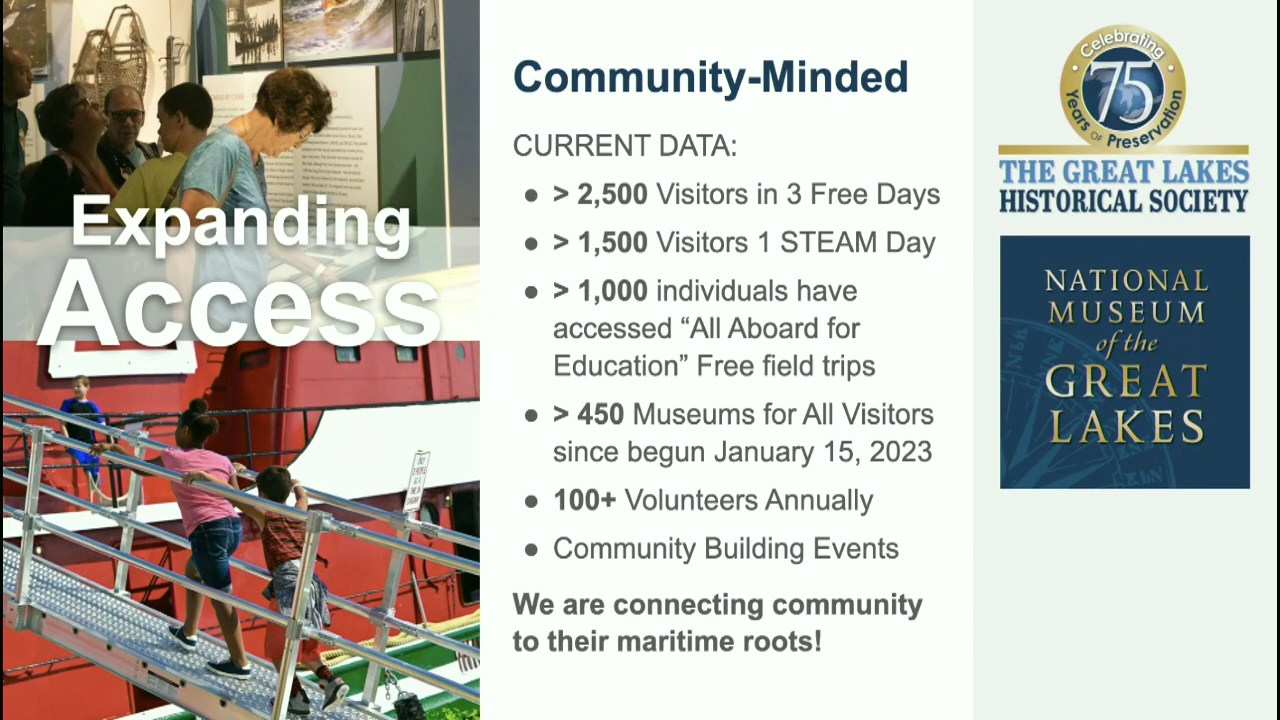 Expanding
Access
Community-Minded
CURRENT DATA:
● > 2,500 Visitors in 3 Free Days
● > 1,500 Visitors 1 STEAM Day
● > 1,000 individuals have
accessed “All Aboard for
Education” Free field trips
● > 450 Museums for All Visitors
since begun January 15, 2023
● 100+ Volunteers Annually
● Community Building Events
We are connecting community
to their maritime roots!
Celebrating
75
Years OF Preservation
THE GREAT LAKES
HISTORICAL SOCIETY
NATIONAL
MUSEUM
of the
GREAT
LAKES